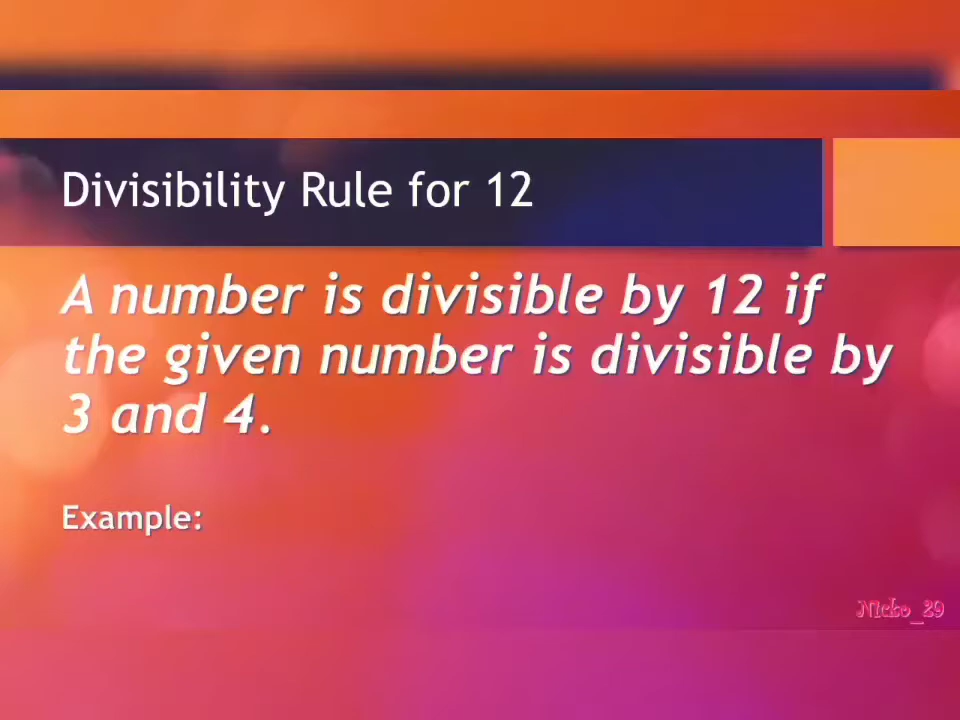 Divisibility Rule for 12
A number is divisible by 12 if
the given number is divisible by
3 and 4.
Example:
Nicko_29